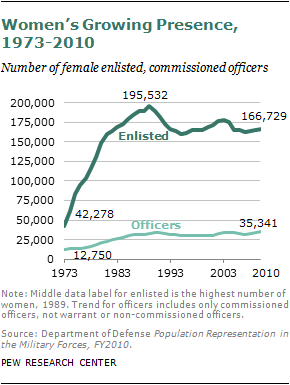 Women's Growing Presence,
1973-2010
Number of female enlisted, commissioned officers
200,000
175,000
150,000
125,000
100,000
75,000
50,000
25,000
0
195,532
Enlisted
166,729
42,278
Officers
35,341
12,750
1973
1983
1993
2003
2010
Note: Middle data label for enlisted is the highest number of
women, 1989. Trend for officers includes only commissioned
officers, not warrant or non-commissioned officers.
Source: Department of Defense Population Representation in
the Military Forces, FY2010.
PEW RESEARCH CENTER